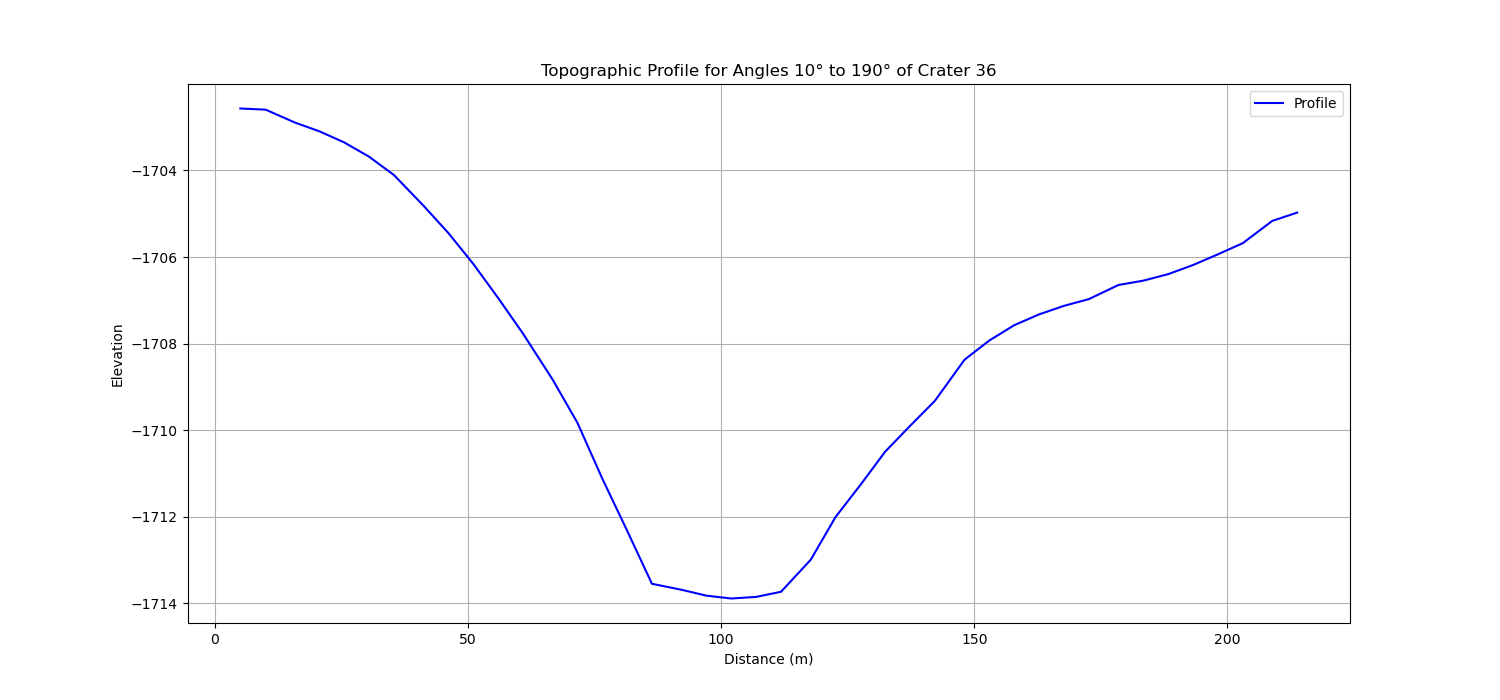 Topographic Profile for Angles 10° to 190° of Crater 36
Profile
Elevation
−1704
−1706
−1708
−1710
−1712
−1714
0 50 100 150 200
Distance (m)